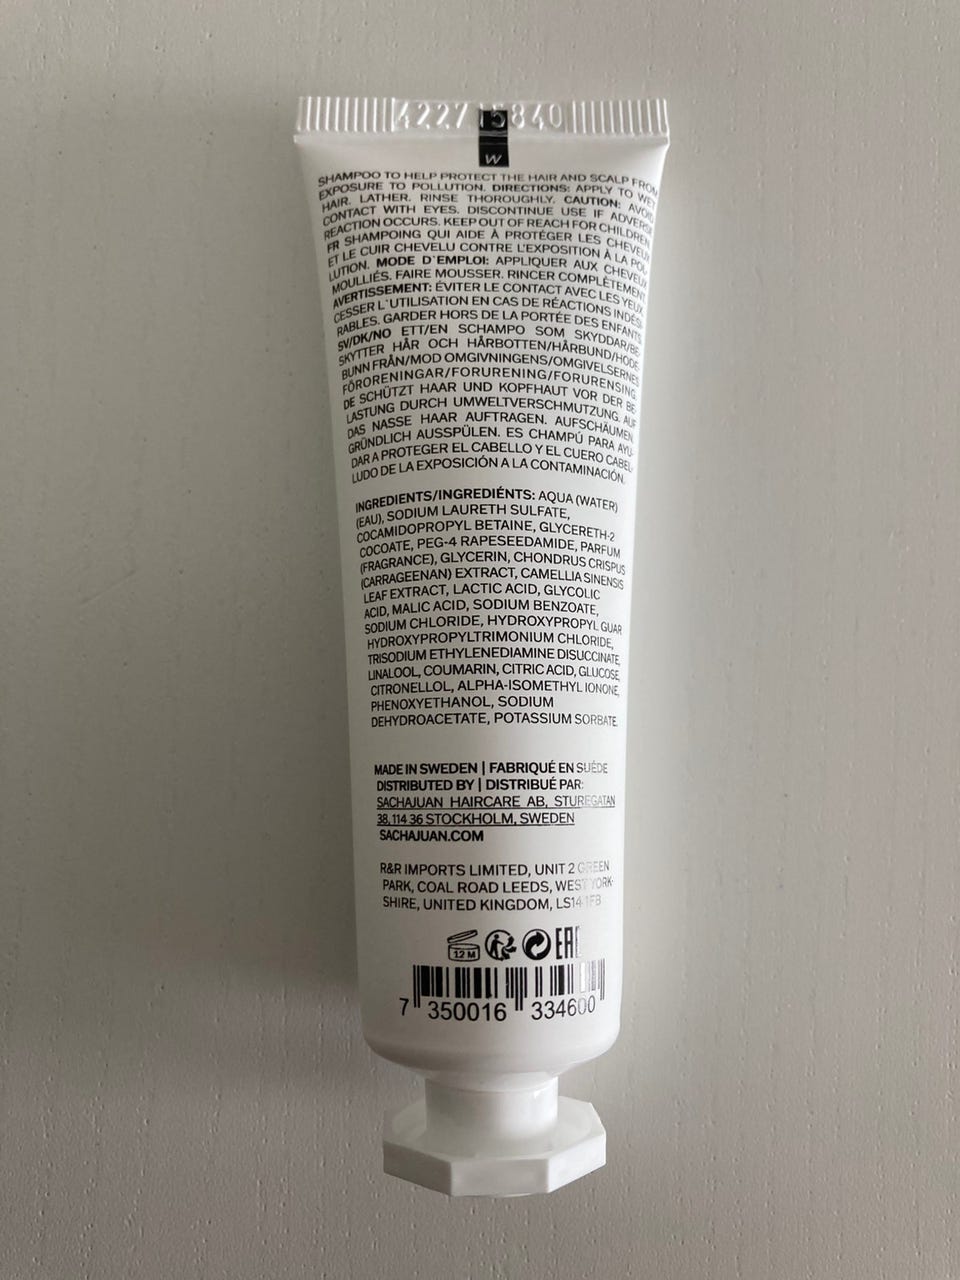 422715840
W
SHAMPOO TO HELP PROTECT THE HAIR AND SCALP FROM
EXPOSURE TO POLLUTION. DIRECTIONS: APPLY TO WET
HAIR. LATHER. RINSE THOROUGHLY. CAUTION: AVOID
CONTACT WITH EYES. DISCONTINUE USE IF ADVERSE
REACTION OCCURS. KEEP OUT OF REACH FOR CHILDREN.
FR SHAMPOING QUI AIDE À PROTÉGER LES CHEVEUX
ET LE CUIR CHEVELU CONTRE L'EXPOSITION À LA POL-
LUTION. MODE D'EMPLOI: APPLIQUER AUX CHEVEUX
MOULLIÉS. FAIRE MOUSSER. RINCER COMPLÈTEMENT.
AVERTISSEMENT: ÉVITER LE CONTACT AVEC LES YEUX.
CESSER L'UTILISATION EN CAS DE RÉACTIONS INDÉSI-
RABLES. GARDER HORS DE LA PORTÉE DES ENFANTS.
SV/DK/NO ETT/EN SCHAMPO SOM SKYDDAR/BE-
SKYTTER HÅR OCH HÅRBOTTEN/HÅRBUND/HODE-
BUNN FRÅN/MOD OMGIVNINGENS/OMGIVELSERNES
FÖRORENINGAR/FORURENING/FORURENSING.
DE SCHÜTZT HAAR UND KOPFHAUT VOR DER BE-
LASTUNG DURCH UMWELTVERSCHMUTZUNG. AUF
DAS NASSE HAAR AUFTRAGEN. AUFSCHÄUMEN.
GRÜNDLICH AUSSPÜLEN. ES CHAMPÚ PARA AYU-
DAR A PROTEGER EL CABELLO Y EL CUERO CABEL-
LUDO DE LA EXPOSICIÓN A LA CONTAMINACIÓN.
INGREDIENTS/INGREDIÉNTS: AQUA (WATER)
(EAU), SODIUM LAURETH SULFATE,
COCAMIDOPROPYL BETAINE, GLYCERETH-2
COCOATE, PEG-4 RAPESEEDAMIDE, PARFUM
(FRAGRANCE), GLYCERIN, CHONDRUS CRISPUS
(CARRAGEENAN) EXTRACT, CAMELLIA SINENSIS
LEAF EXTRACT, LACTIC ACID, GLYCOLIC
ACID, MALIC ACID, SODIUM BENZOATE,
SODIUM CHLORIDE, HYDROXYPROPYL GUAR
HYDROXYPROPYLTRIMONIUM CHLORIDE,
TRISODIUM ETHYLENEDIAMINE DISUCCINATE,
LINALOOL, COUMARIN, CITRIC ACID, GLUCOSE,
CITRONELLOL, ALPHA-ISOMETHYL IONONE,
PHENOXYETHANOL, SODIUM
DEHYDROACETATE, POTASSIUM SORBATE.
MADE IN SWEDEN | FABRIQUÉ EN SUÉDE
DISTRIBUTED BY | DISTRIBUÉ PAR:
SACHAJUAN HAIRCARE AB, STUREGATAN
38, 114 36 STOCKHOLM, SWEDEN
SACHAJUAN.COM
R&R IMPORTS LIMITED, UNIT 2 GREEN
PARK, COAL ROAD LEEDS, WEST YORK-
SHIRE, UNITED KINGDOM, LS14 1FB
12 M EAC
7 350016 334600